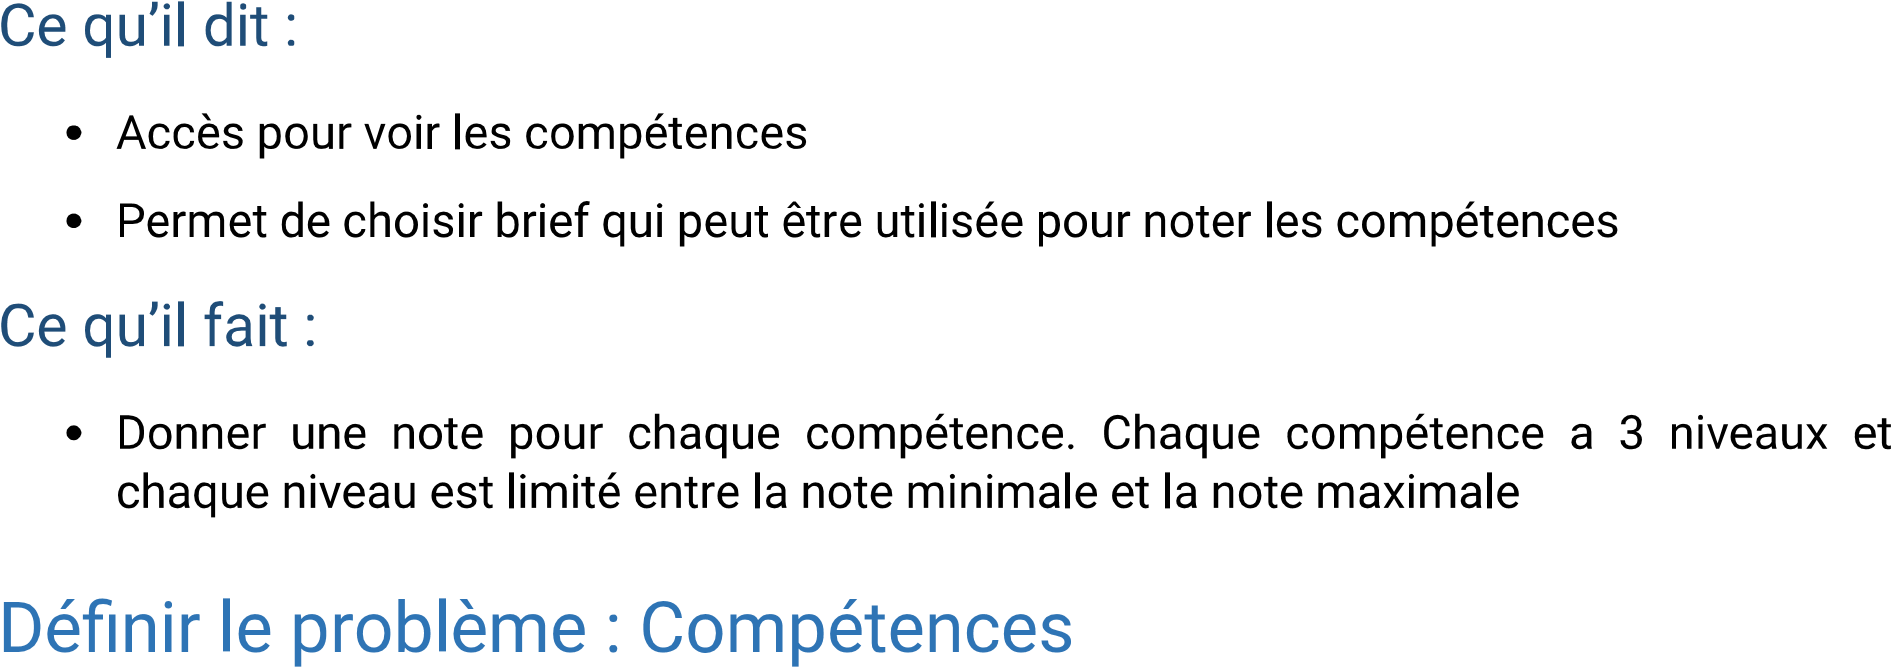 Ce qu’il dit :
• Accès pour voir les compétences
• Permet de choisir brief qui peut être utilisée pour noter les compétences
Ce qu’il fait :
• Donner une note pour chaque compétence. Chaque compétence a 3 niveaux et
chaque niveau est limité entre la note minimale et la note maximale
Définir le problème : Compétences